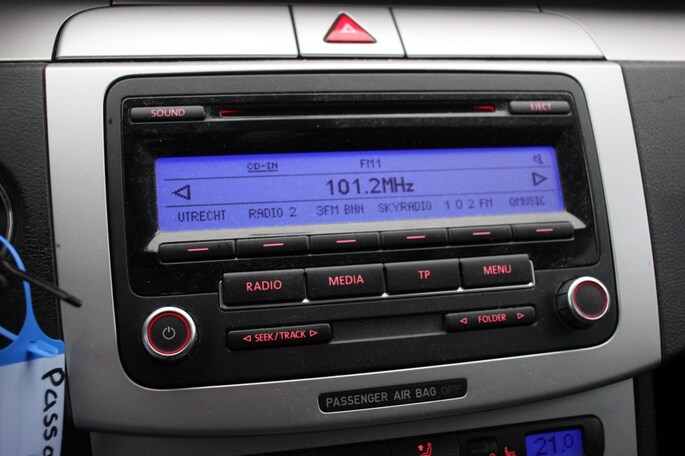 SOUND
EJECT
CD-IN FM1
101.2MHz
UTRECHT RADIO 2 3FM BNN SKYRADIO 1 0 2 FM QMUSIC
RADIO MEDIA TP MENU
SEEK/TRACK FOLDER
PASSENGER AIR BAG OFF
21.0
Passa